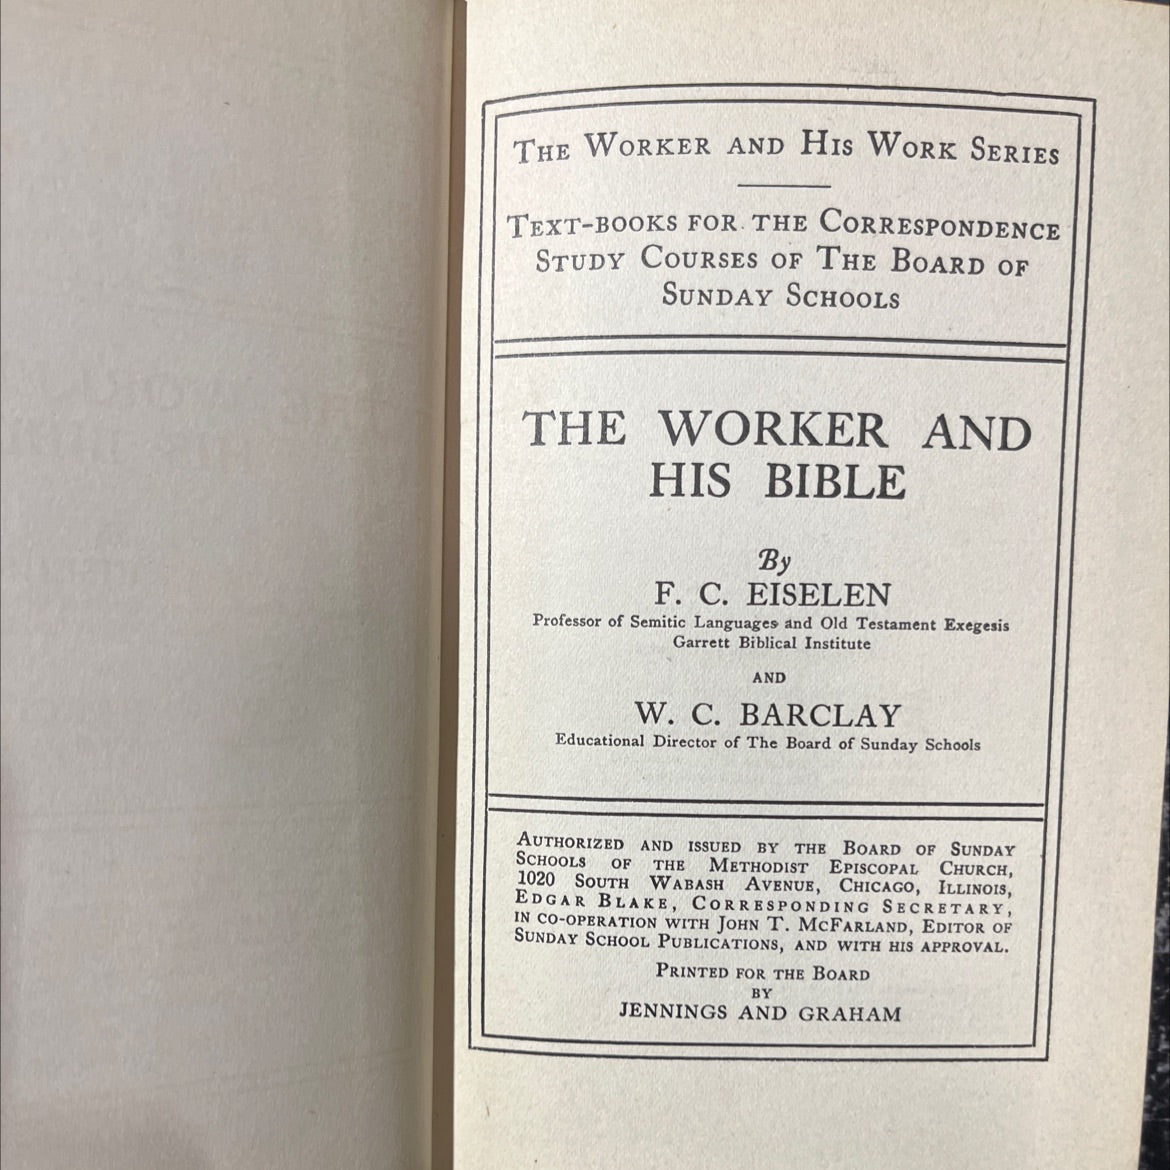 The Worker and His Work Series
Text-books for the Correspondence
Study Courses of The Board of
Sunday Schools
THE WORKER AND
HIS BIBLE
By
F. C. EISELEN
Professor of Semitic Languages and Old Testament Exegesis
Garrett Biblical Institute
AND
W. C. BARCLAY
Educational Director of The Board of Sunday Schools
Authorized and issued by the Board of Sunday
Schools of the Methodist Episcopal Church,
1020 South Wabash Avenue, Chicago, Illinois,
Edgar Blake, Corresponding Secretary,
in co-operation with John T. McFarland, Editor of
Sunday School Publications, and with his approval.
Printed for the Board
by
JENNINGS AND GRAHAM